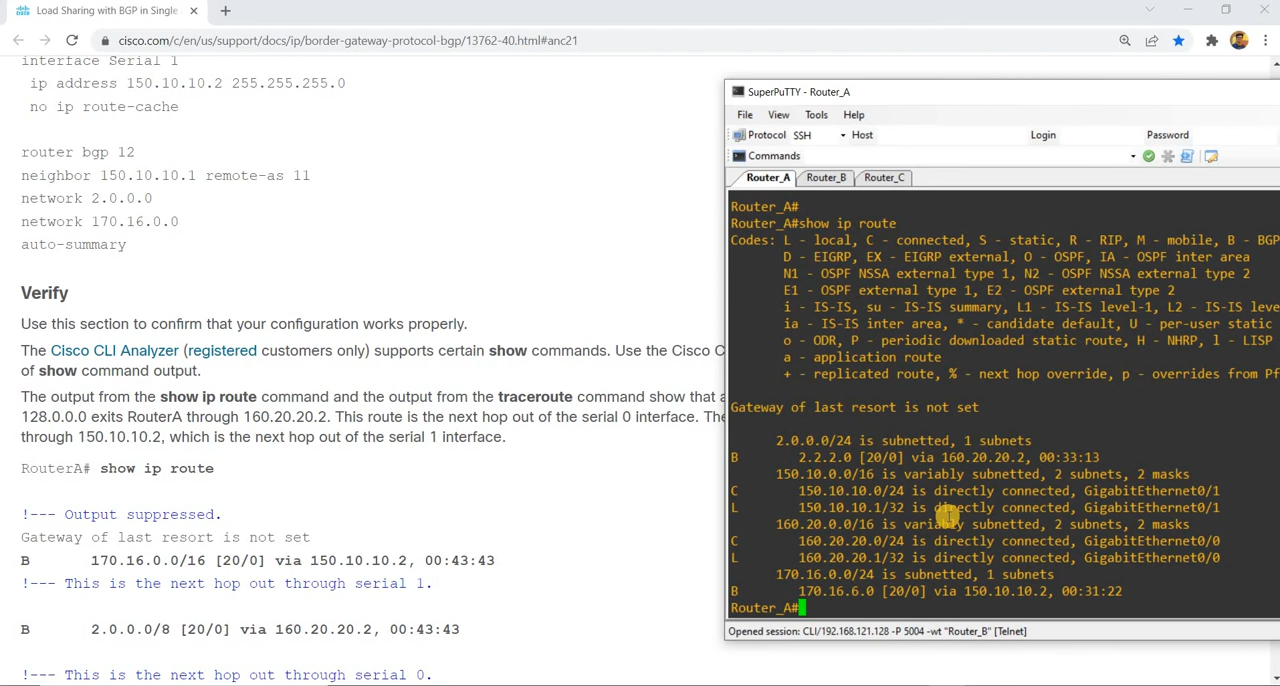 Load Sharing with BGP in Single
cisco.com/c/en/us/support/docs/ip/border-gateway-protocol-bgp/13762-40.html#anc21
interface Serial 1
ip address 150.10.10.2 255.255.255.0
no ip route-cache
router bgp 12
neighbor 150.10.10.1 remote-as 11
network 2.0.0.0
network 170.16.0.0
auto-summary
Verify
Use this section to confirm that your configuration works properly.
The Cisco CLI Analyzer (registered customers only) supports certain show commands. Use the Cisco C
of show command output.
The output from the show ip route command and the output from the traceroute command show that a
128.0.0.0 exits RouterA through 160.20.20.2. This route is the next hop out of the serial 0 interface. The
through 150.10.10.2, which is the next hop out of the serial 1 interface.
RouterA# show ip route
!--- Output suppressed.
Gateway of last resort is not set
B 170.16.0.0/16 [20/0] via 150.10.10.2, 00:43:43
!--- This is the next hop out through serial 1.
B 2.0.0.0/8 [20/0] via 160.20.20.2, 00:43:43
!--- This is the next hop out through serial 0.
SuperPuTTY - Router_A
File View Tools Help
Protocol SSH Host Login Password
Commands
Router_A Router_B Router_C
Router_A#
Router_A#show ip route
Codes: L - local, C - connected, S - static, R - RIP, M - mobile, B - BGP
D - EIGRP, EX - EIGRP external, O - OSPF, IA - OSPF inter area
N1 - OSPF NSSA external type 1, N2 - OSPF NSSA external type 2
E1 - OSPF external type 1, E2 - OSPF external type 2
i - IS-IS, su - IS-IS summary, L1 - IS-IS level-1, L2 - IS-IS leve
ia - IS-IS inter area, * - candidate default, U - per-user static
o - ODR, P - periodic downloaded static route, H - NHRP, l - LISP
a - application route
+ - replicated route, % - next hop override, p - overrides from Pf
Gateway of last resort is not set
2.0.0.0/24 is subnetted, 1 subnets
B 2.2.2.0 [20/0] via 160.20.20.2, 00:33:13
150.10.0.0/16 is variably subnetted, 2 subnets, 2 masks
C 150.10.10.0/24 is directly connected, GigabitEthernet0/1
L 150.10.10.1/32 is directly connected, GigabitEthernet0/1
160.20.0.0/16 is variably subnetted, 2 subnets, 2 masks
C 160.20.20.0/24 is directly connected, GigabitEthernet0/0
L 160.20.20.1/32 is directly connected, GigabitEthernet0/0
170.16.0.0/24 is subnetted, 1 subnets
B 170.16.6.0 [20/0] via 150.10.10.2, 00:31:22
Router_A#
Opened session: CLI/192.168.121.128 -P 5004 -wt "Router_B" [Telnet]